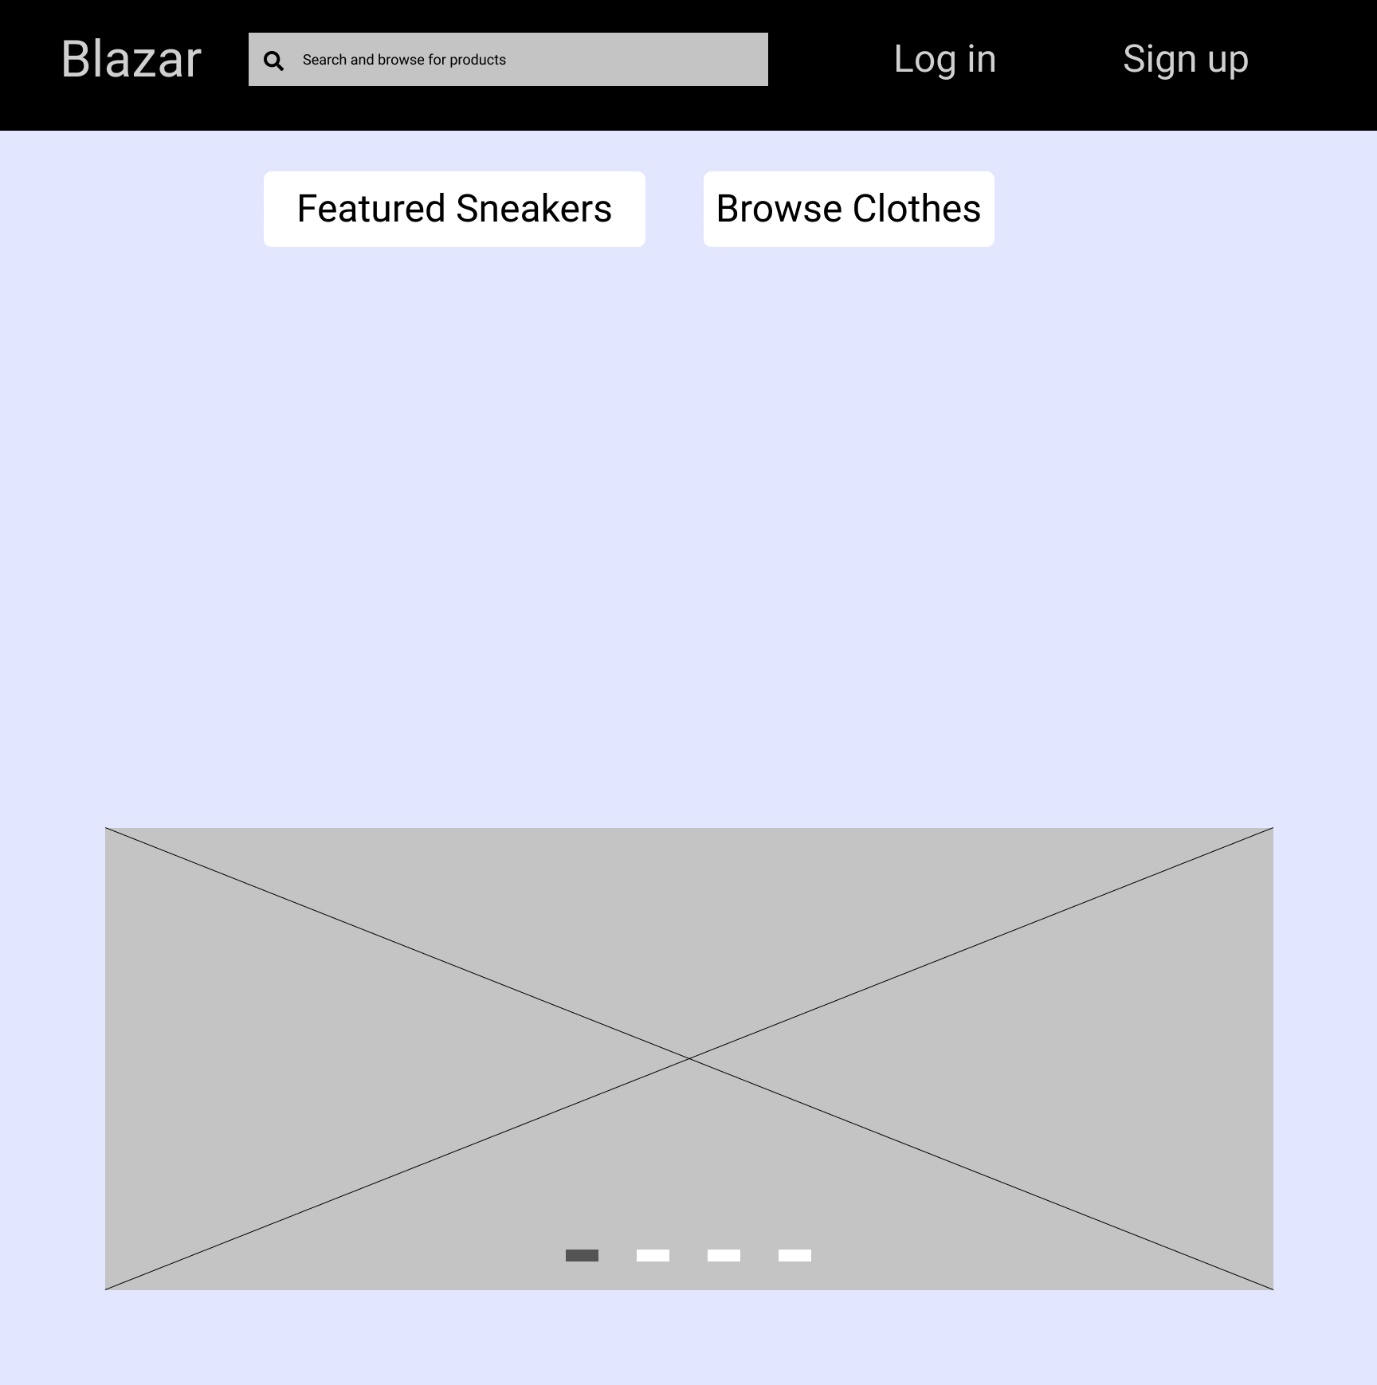 Blazar
Search and browse for products
Log in
Sign up
Featured Sneakers
Browse Clothes